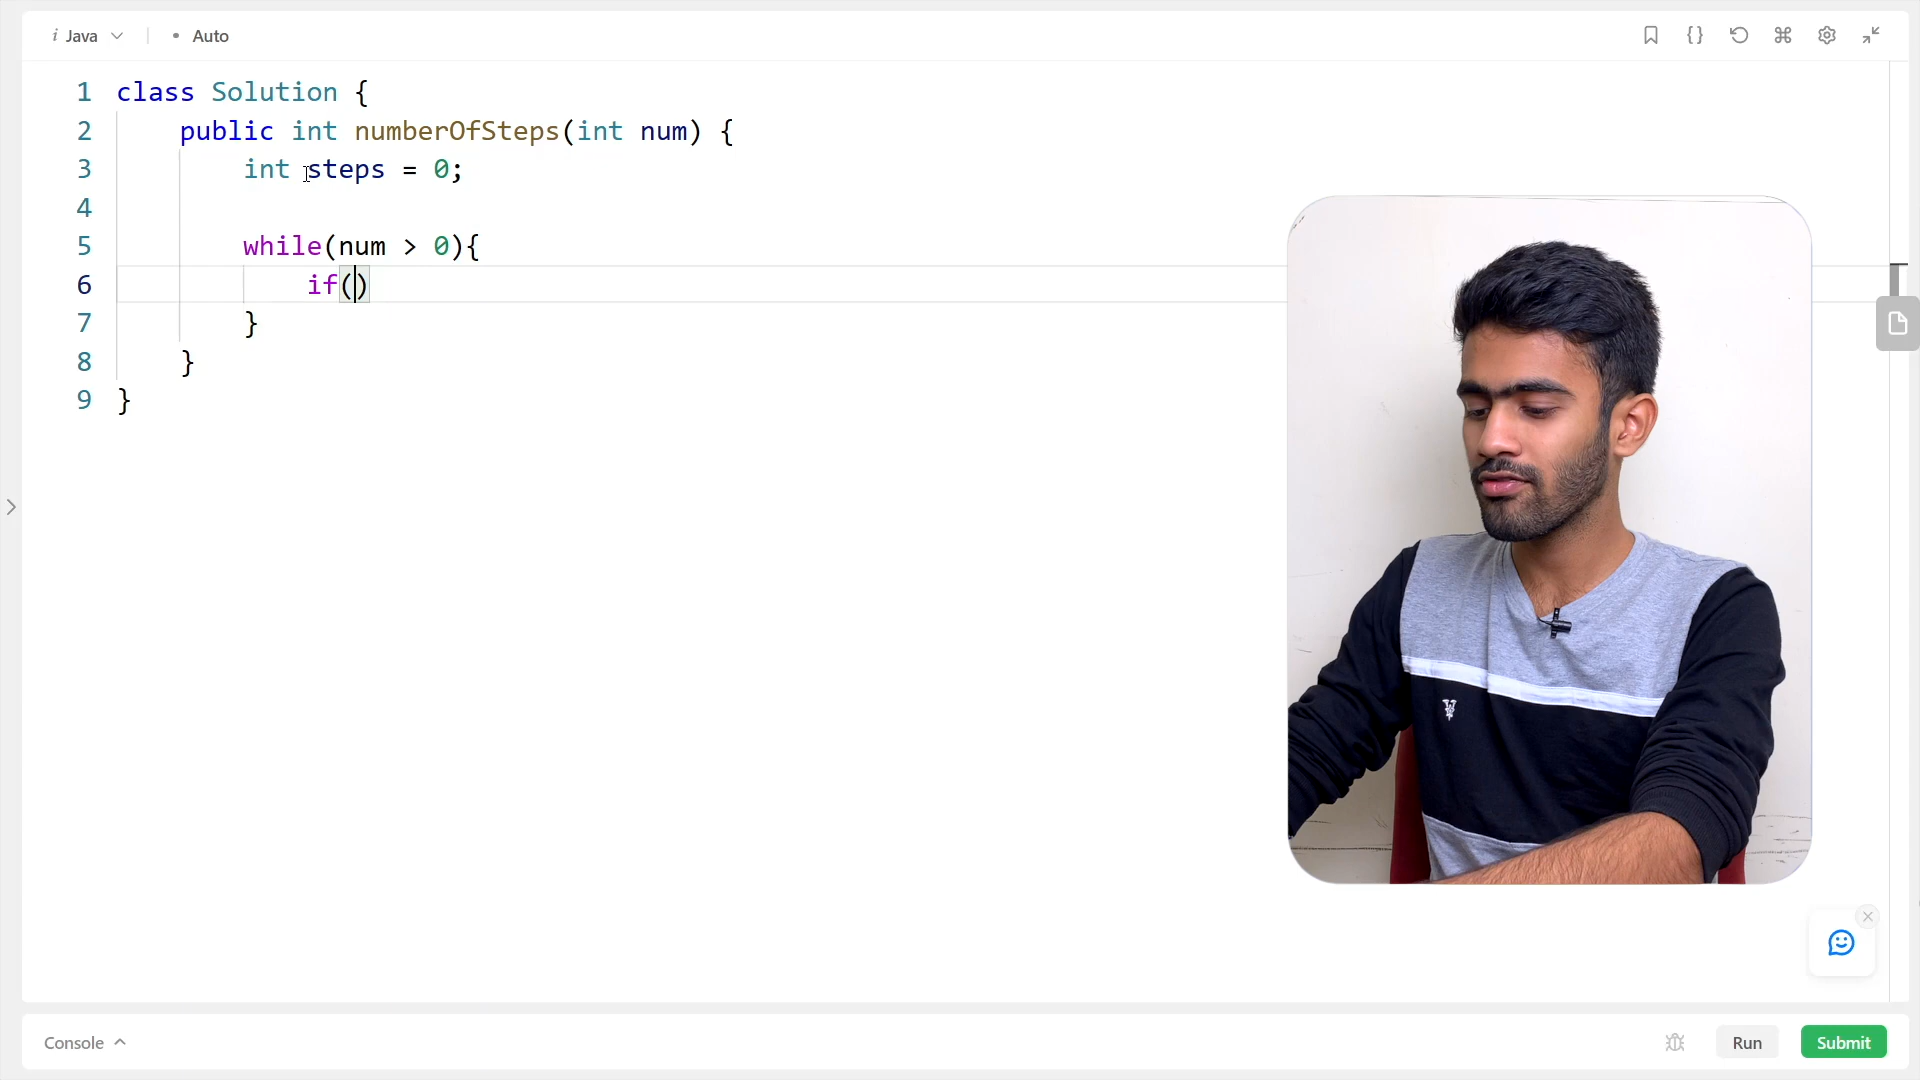 i Java
Auto
1 class Solution {
2 public int numberOfSteps(int num) {
3 int steps = 0;
4
5 while(num > 0){
6 if()
7 }
8 }
9 }
Console
Run
Submit